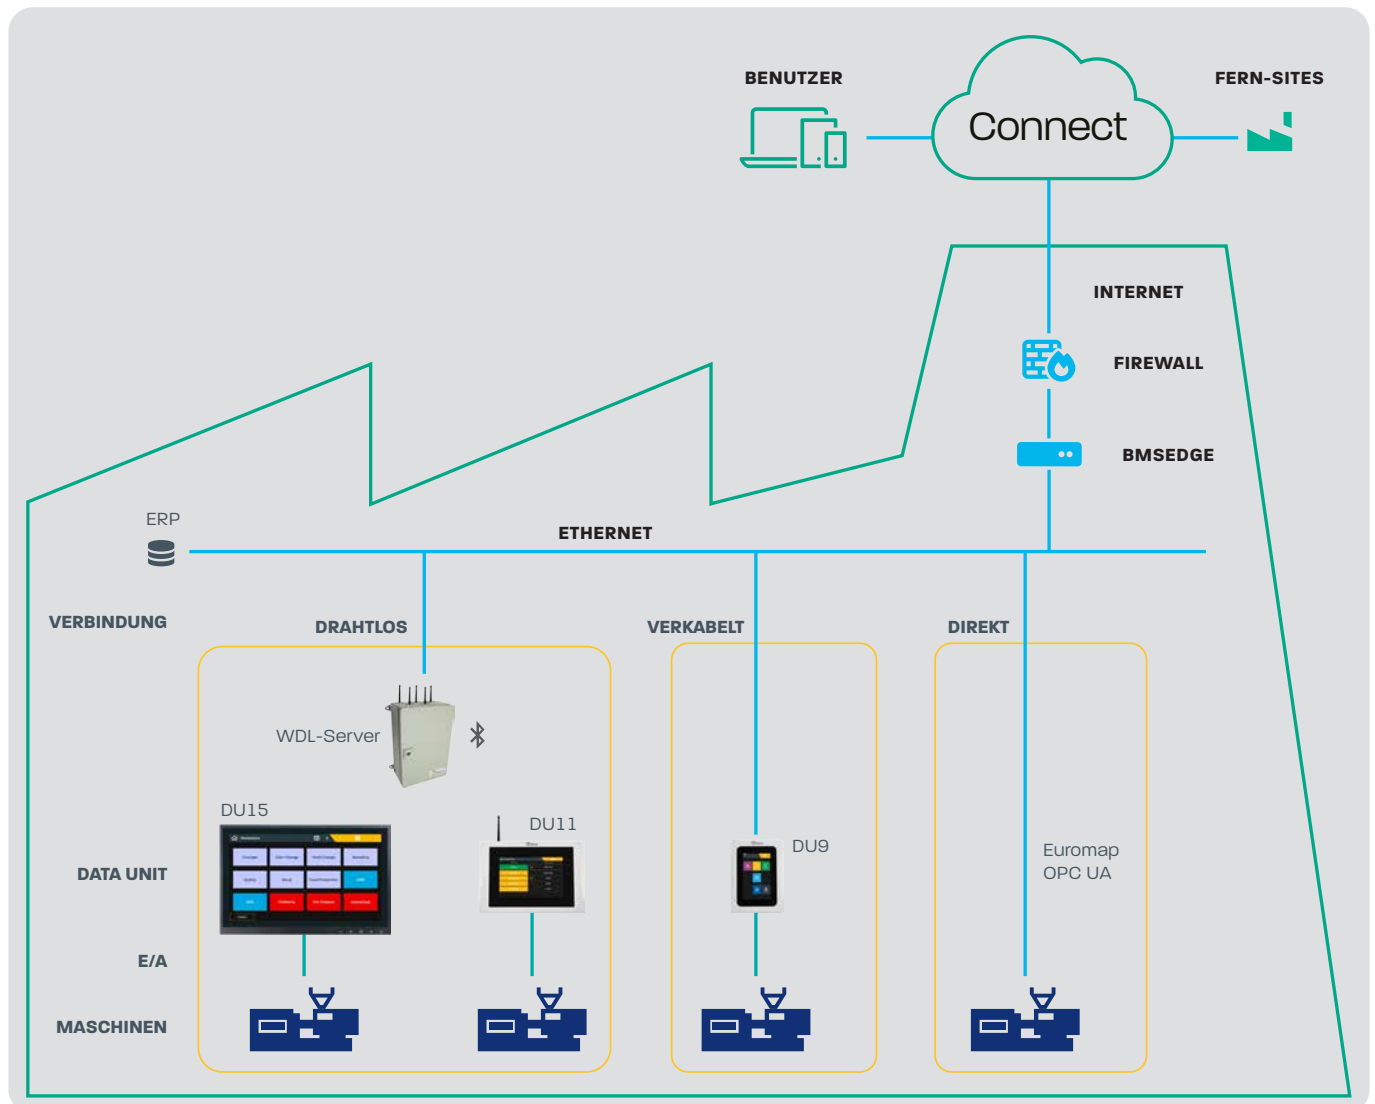 BENUTZER
FERN-SITES
Connect
INTERNET
FIREWALL
BMSEDGE
ERP
ETHERNET
VERBINDUNG
DRAHTLOS
VERKABELT
DIREKT
WDL-Server
DU15
DU11
DU9
Euromap
OPC UA
DATA UNIT
E/A
MASCHINEN